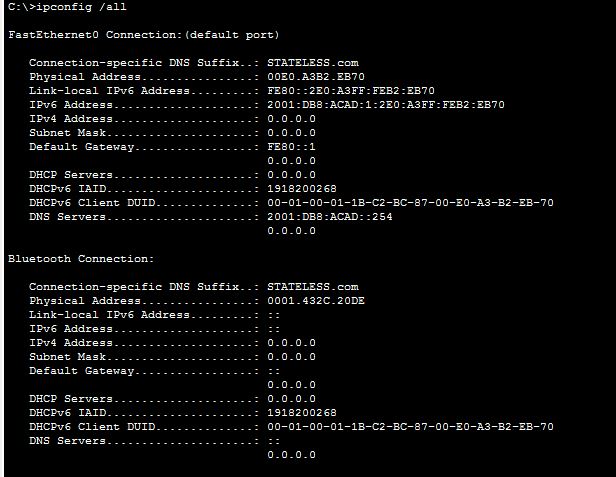 C:\>ipconfig /all
FastEthernet0 Connection:(default port)
Connection-specific DNS Suffix..: STATELESS.com
Physical Address................: 00E0.A3B2.EB70
Link-local IPv6 Address.........: FE80::2E0:A3FF:FEB2:EB70
IPv6 Address....................: 2001:DB8:ACAD:1:2E0:A3FF:FEB2:EB70
IPv4 Address....................: 0.0.0.0
Subnet Mask.....................: 0.0.0.0
Default Gateway.................: FE80::1
0.0.0.0
DHCP Servers....................: 0.0.0.0
DHCPv6 IAID.....................: 1918200268
DHCPv6 Client DUID..............: 00-01-00-01-1B-C2-BC-87-00-E0-A3-B2-EB-70
DNS Servers.....................: 2001:DB8:ACAD::254
0.0.0.0
Bluetooth Connection:
Connection-specific DNS Suffix..: STATELESS.com
Physical Address................: 0001.432C.20DE
Link-local IPv6 Address.........: ::
IPv6 Address....................: ::
IPv4 Address....................: 0.0.0.0
Subnet Mask.....................: 0.0.0.0
Default Gateway.................: ::
0.0.0.0
DHCP Servers....................: 0.0.0.0
DHCPv6 IAID.....................: 1918200268
DHCPv6 Client DUID..............: 00-01-00-01-1B-C2-BC-87-00-E0-A3-B2-EB-70
DNS Servers.....................: ::
0.0.0.0